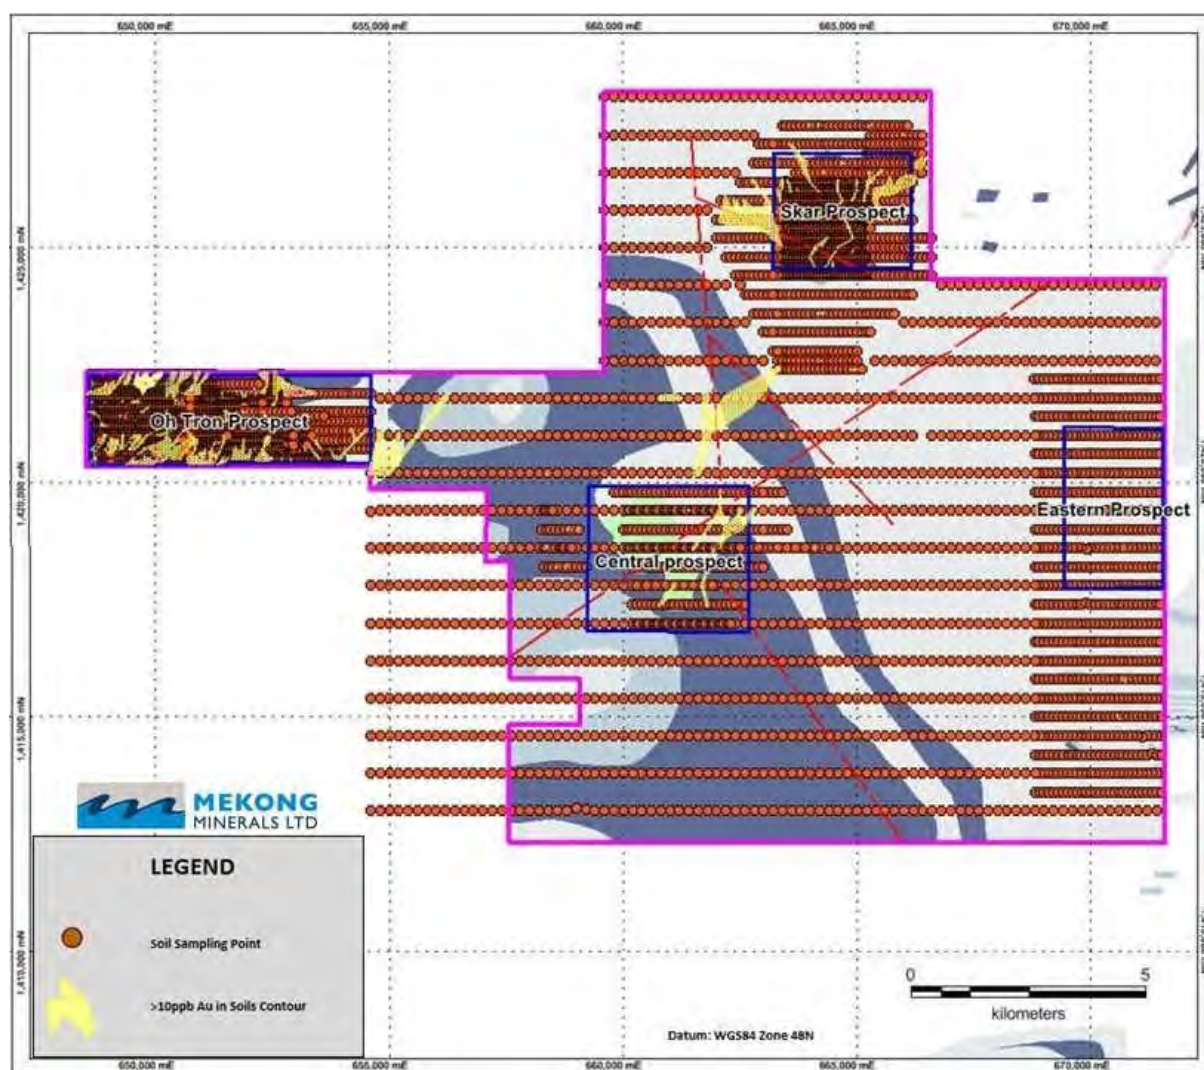 650,000 mE
655,000 mE
660,000 mE
665,000 mE
670,000 mE
Skar Prospect
1,425,000 mN
Oh Tron Prospect
1,420,000 mN
Eastern Prospect
Central prospect
1,415,000 mN
MEKONG
MINERALS LTD
LEGEND
Soil Sampling Point
>10ppb Au in Soils Contour
1,410,000 mN
0 5
kilometers
Datum: WGS84 Zone 48N
650,000 mE
655,000 mE
660,000 mE
665,000 mE
670,000 mE